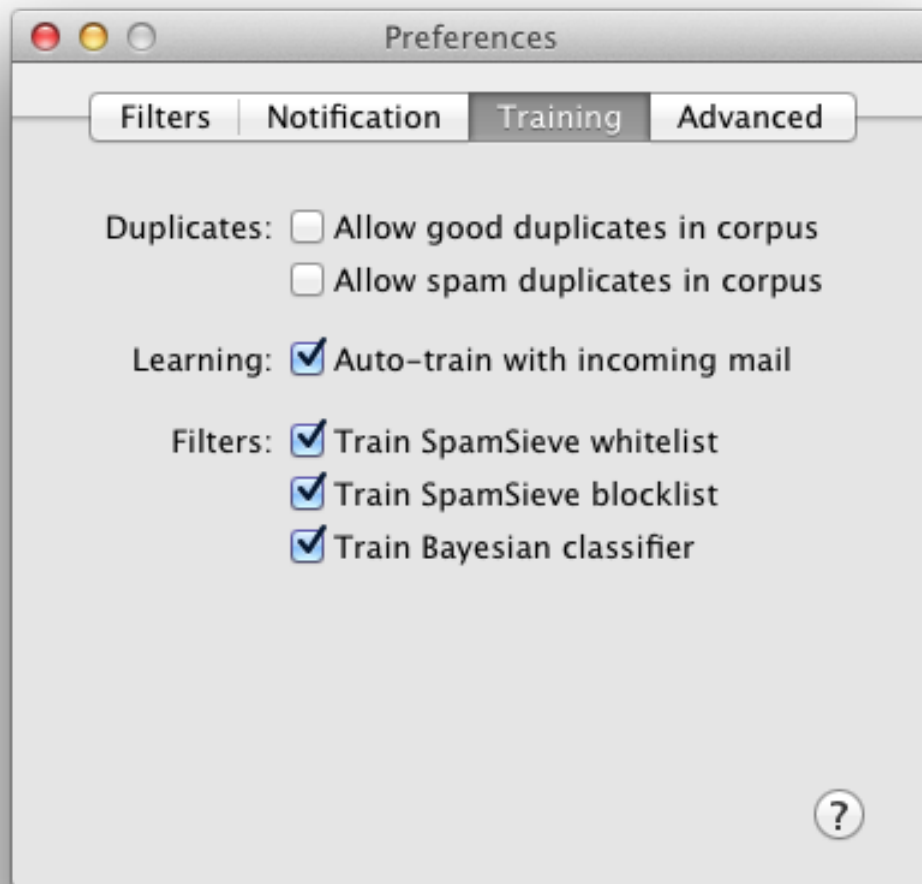 Preferences
Filters Notification Training Advanced
Duplicates: Allow good duplicates in corpus
Allow spam duplicates in corpus
Learning: Auto-train with incoming mail
Filters: Train SpamSieve whitelist
Train SpamSieve blocklist
Train Bayesian classifier
?